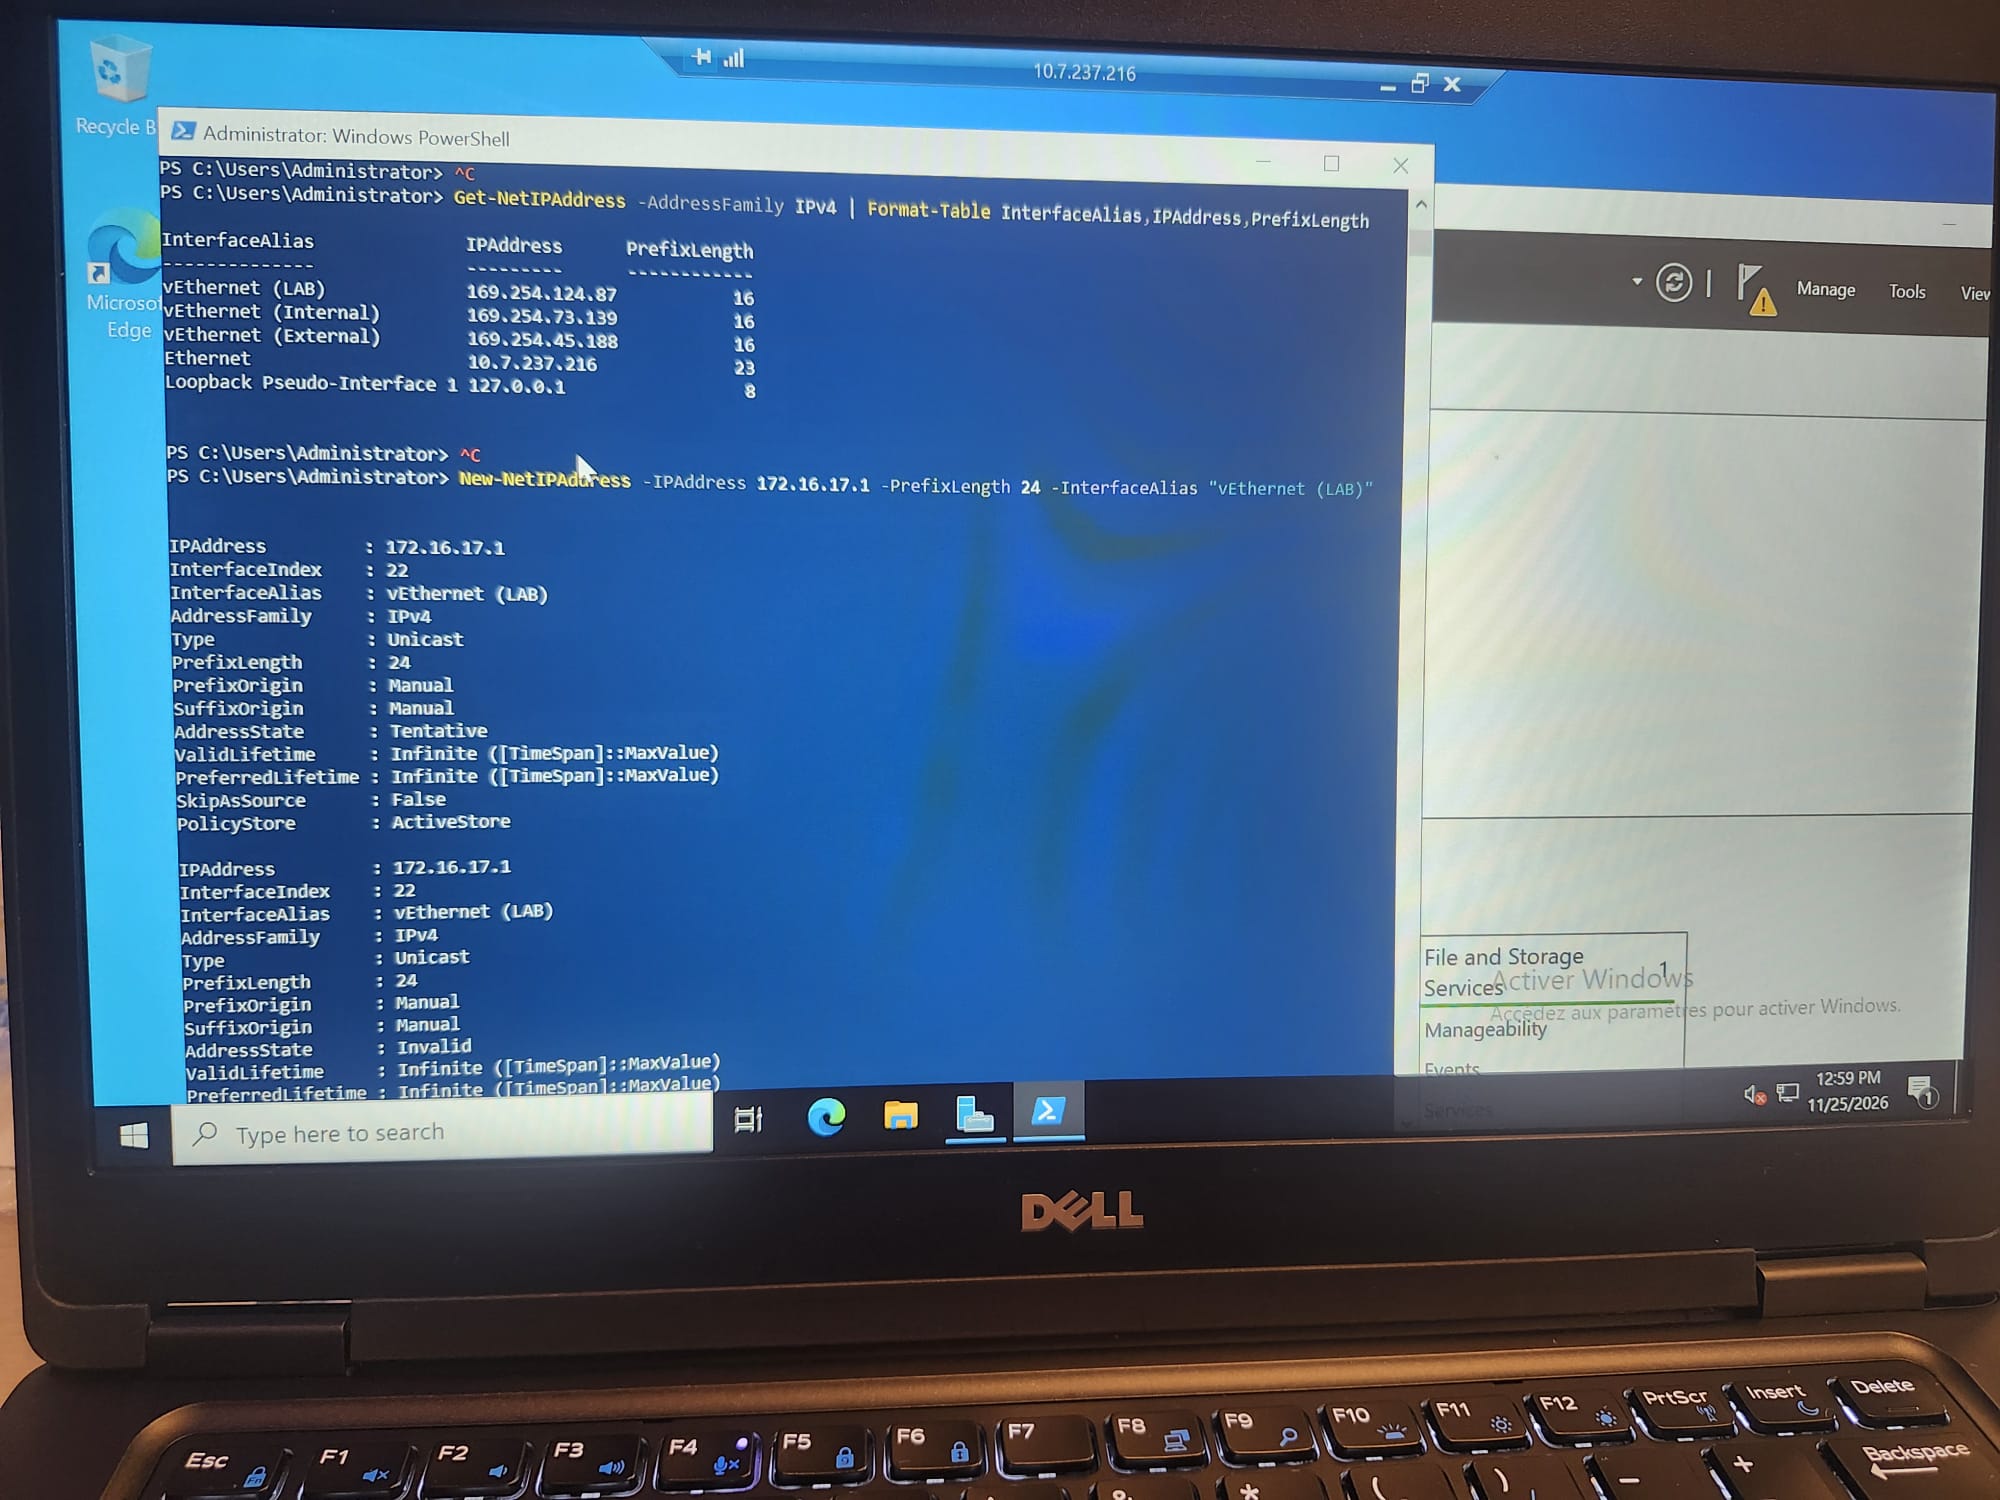 10.7.237.216
Recycle B
Administrator: Windows PowerShell
PS C:\Users\Administrator> ^C
PS C:\Users\Administrator> Get-NetIPAddress -AddressFamily IPv4 | Format-Table InterfaceAlias,IPAddress,PrefixLength
InterfaceAlias IPAddress PrefixLength
-------------- --------- ------------
vEthernet (LAB) 169.254.124.87 16
vEthernet (Internal) 169.254.73.139 16
vEthernet (External) 169.254.45.188 16
Ethernet 10.7.237.216 23
Loopback Pseudo-Interface 1 127.0.0.1 8
Microsof
Edge
Manage Tools View
PS C:\Users\Administrator> ^C
PS C:\Users\Administrator> New-NetIPAddress -IPAddress 172.16.17.1 -PrefixLength 24 -InterfaceAlias "vEthernet (LAB)"
IPAddress : 172.16.17.1
InterfaceIndex : 22
InterfaceAlias : vEthernet (LAB)
AddressFamily : IPv4
Type : Unicast
PrefixLength : 24
PrefixOrigin : Manual
SuffixOrigin : Manual
AddressState : Tentative
ValidLifetime : Infinite ([TimeSpan]::MaxValue)
PreferredLifetime : Infinite ([TimeSpan]::MaxValue)
SkipAsSource : False
PolicyStore : ActiveStore
IPAddress : 172.16.17.1
InterfaceIndex : 22
InterfaceAlias : vEthernet (LAB)
AddressFamily : IPv4
Type : Unicast
PrefixLength : 24
PrefixOrigin : Manual
SuffixOrigin : Manual
AddressState : Invalid
ValidLifetime : Infinite ([TimeSpan]::MaxValue)
PreferredLifetime : Infinite ([TimeSpan]::MaxValue)
File and Storage
Services 1
Activer Windows
Accédez aux paramètres pour activer Windows.
Manageability
Events
Services
Type here to search
12:59 PM
11/25/2026
1
DELL
Esc F1 F2 F3 F4 F5 F6 F7 F8 F9 F10 F11 F12 PrtScr Insert Delete
Fn
& * ( ) - + Backspace